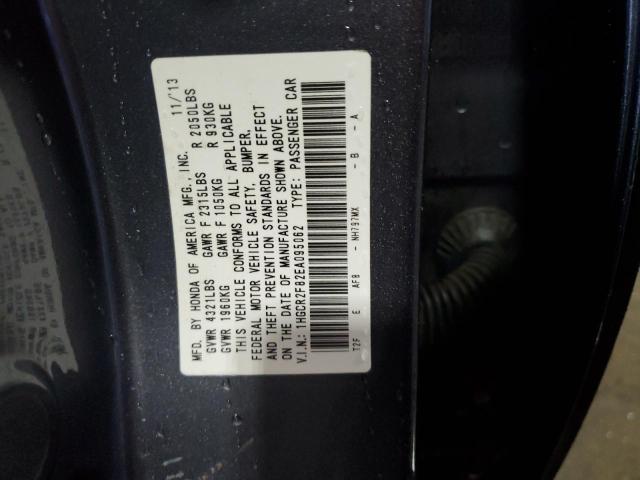 MFD. BY HONDA OF AMERICA MFG., INC. 11/'13
GVWR 4321LBS GAWR F 2315LBS R 2050LBS
GVWR 1960KG GAWR F 1050KG R 930KG
THIS VEHICLE CONFORMS TO ALL APPLICABLE
FEDERAL MOTOR VEHICLE SAFETY, BUMPER,
AND THEFT PREVENTION STANDARDS IN EFFECT
ON THE DATE OF MANUFACTURE SHOWN ABOVE.
V.I.N.: 1HGCR2F82EA095062 TYPE: PASSENGER CAR
T2F E AF8 - NH797MX - B - A